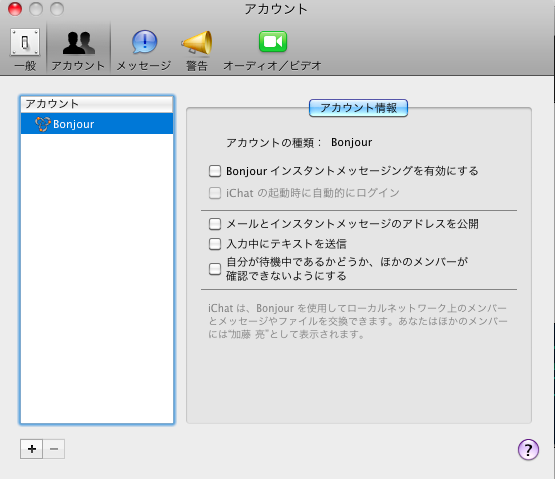 アカウント
一般 アカウント メッセージ 警告 オーディオ／ビデオ
アカウント
Bonjour
アカウント情報
アカウントの種類： Bonjour
Bonjour インスタントメッセージングを有効にする
iChat の起動時に自動的にログイン
メールとインスタントメッセージのアドレスを公開
入力中にテキストを送信
自分が待機中であるかどうか、ほかのメンバーが
確認できないようにする
iChat は、Bonjour を使用してローカルネットワーク上のメンバー
とメッセージやファイルを交換できます。あなたはほかのメンバー
には“加藤 亮”として表示されます。
+ − ?